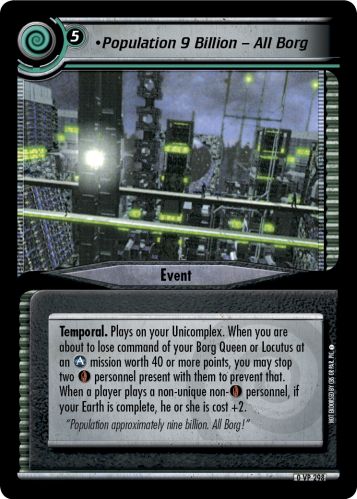 5
•Population 9 Billion – All Borg
Event
Temporal. Plays on your Unicomplex. When you are
about to lose command of your Borg Queen or Locutus at
an A mission worth 40 or more points, you may stop
two personnel present with them to prevent that.
When a player plays a non-unique non- personnel, if
your Earth is complete, he or she is cost +2.
"Population approximately nine billion. All Borg!"
0 VP 298